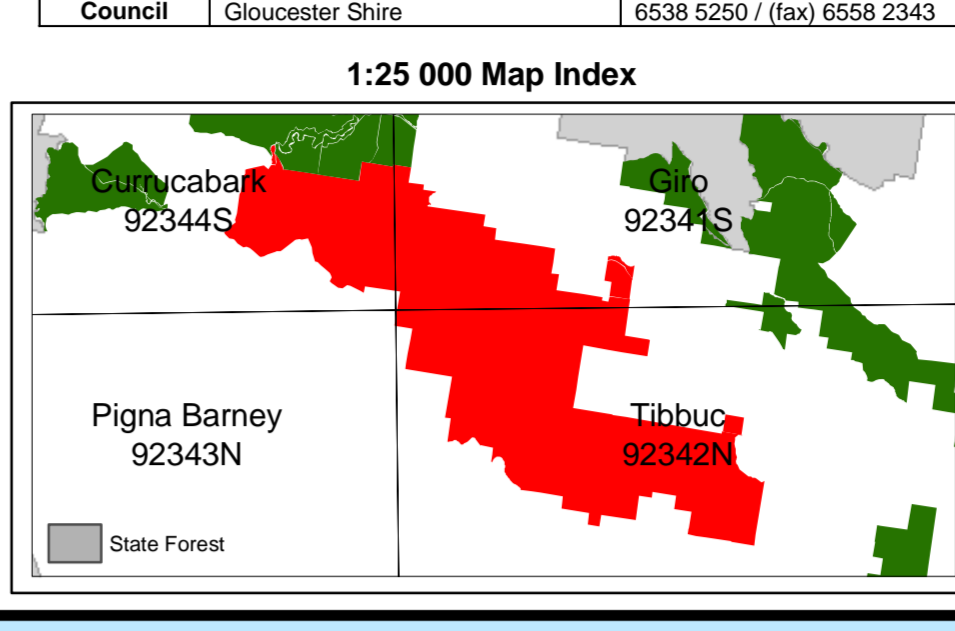 Council Gloucester Shire 6538 5250 / (fax) 6558 2343
1:25 000 Map Index
Currucabark
92344S
Giro
92341S
Pigna Barney
92343N
Tibbuc
92342N
State Forest